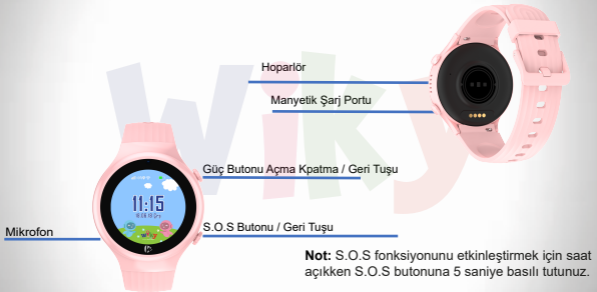 Wiky
Hoparlör
Manyetik Şarj Portu
Güç Butonu Açma Kpatma / Geri Tuşu
11:15
S.O.S Butonu / Geri Tuşu
Mikrofon
Not: S.O.S fonksiyonunu etkinleştirmek için saat
açıkken S.O.S butonuna 5 saniye basılı tutunuz.